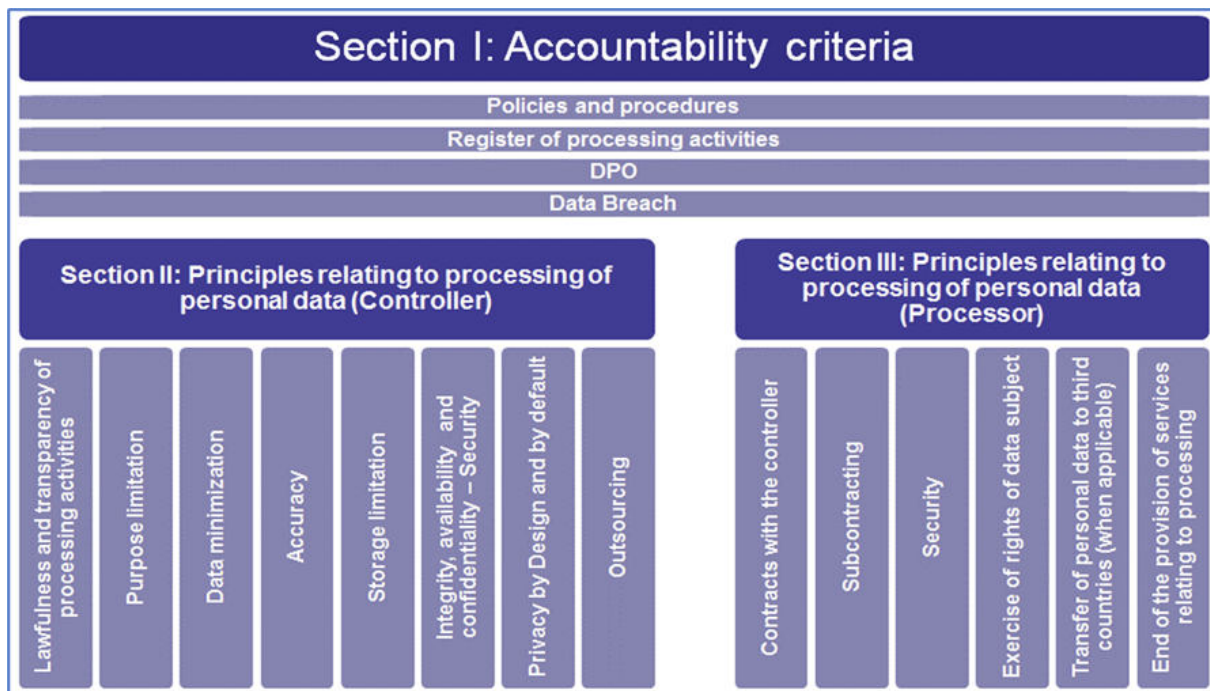 Section I: Accountability criteria
Policies and procedures
Register of processing activities
DPO
Data Breach
Section II: Principles relating to processing of
personal data (Controller)
Section III: Principles relating to
processing of personal data
(Processor)
Lawfulness and transparency of
processing activities
Purpose limitation
Data minimization
Accuracy
Storage limitation
Integrity, availability and
confidentiality – Security
Privacy by Design and by default
Outsourcing
Contracts with the controller
Subcontracting
Security
Exercise of rights of data subject
Transfer of personal data to third
countries (when applicable)
End of the provision of services
relating to processing